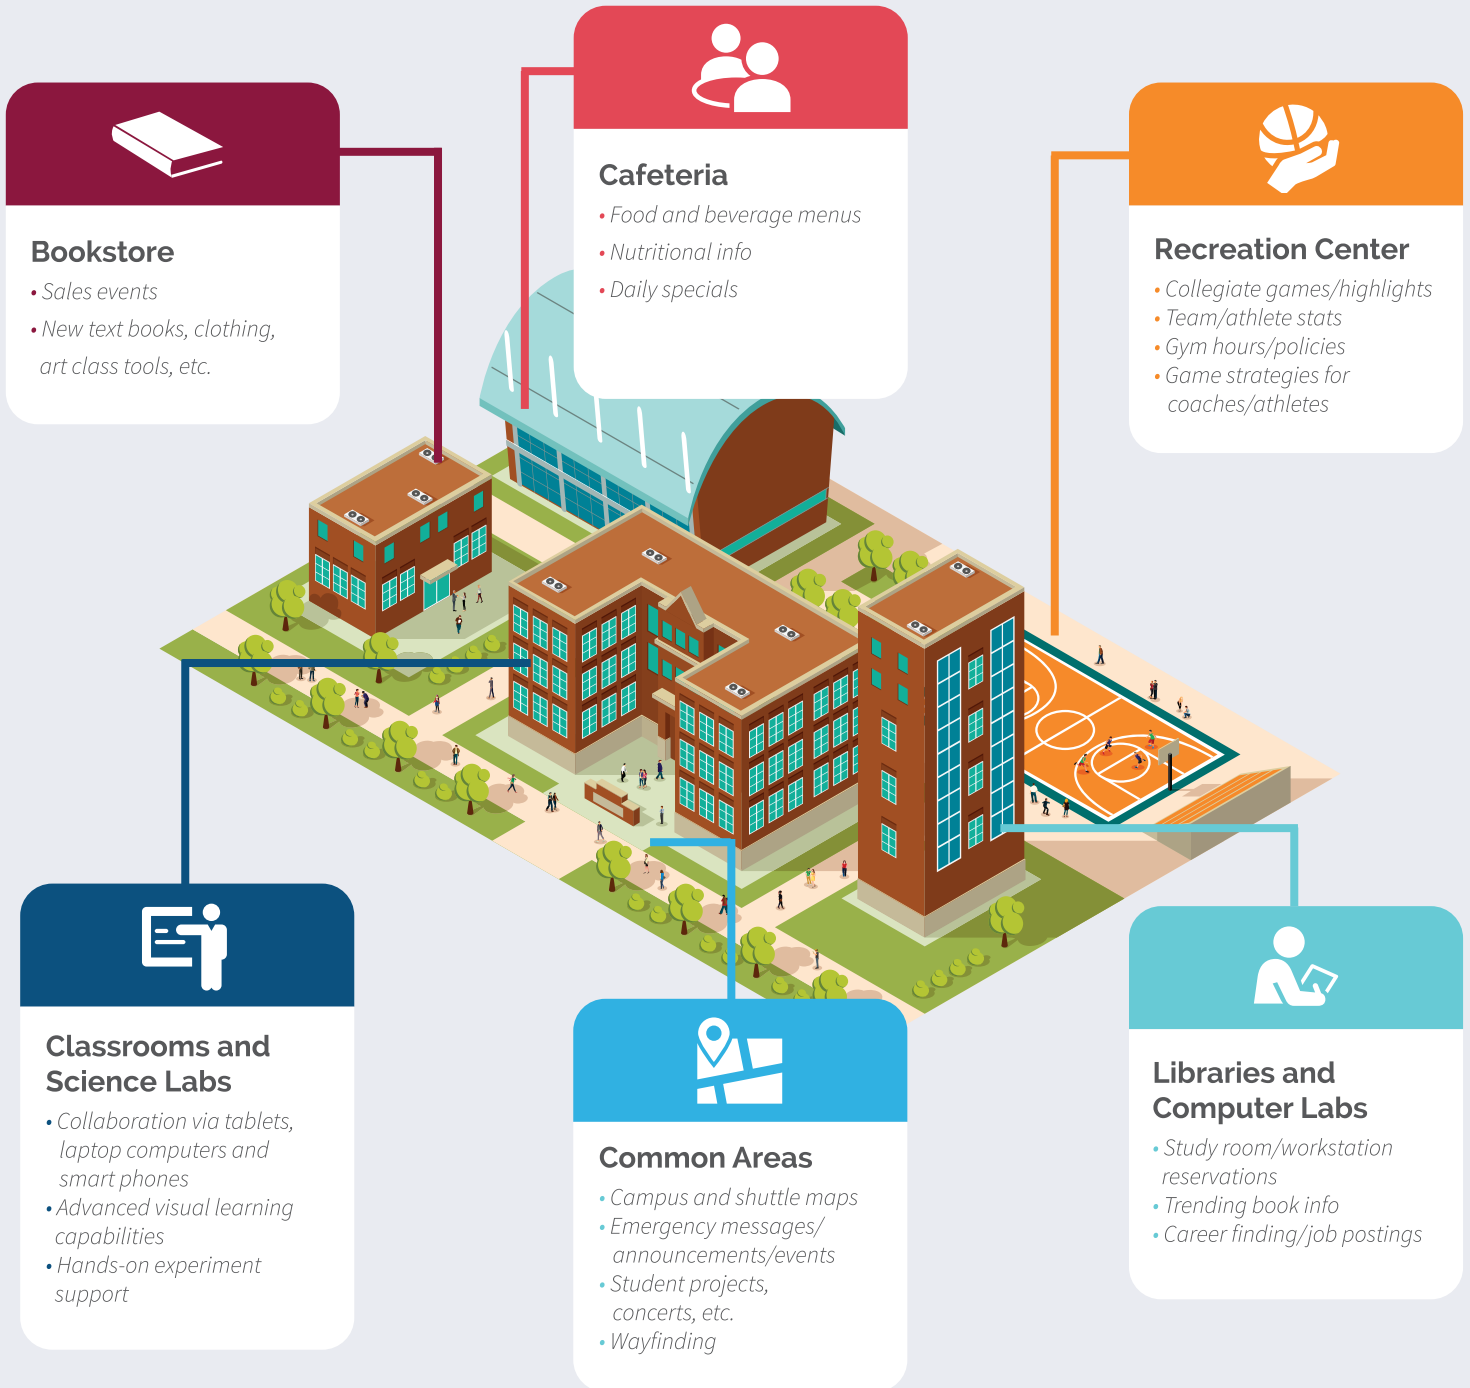 Cafeteria
• Food and beverage menus
• Nutritional info
• Daily specials
Bookstore
• Sales events
• New text books, clothing,
art class tools, etc.
Recreation Center
• Collegiate games/highlights
• Team/athlete stats
• Gym hours/policies
• Game strategies for
coaches/athletes
Classrooms and
Science Labs
• Collaboration via tablets,
laptop computers and
smart phones
• Advanced visual learning
capabilities
• Hands-on experiment
support
Common Areas
• Campus and shuttle maps
• Emergency messages/
announcements/events
• Student projects,
concerts, etc.
• Wayfinding
Libraries and
Computer Labs
• Study room/workstation
reservations
• Trending book info
• Career finding/job postings